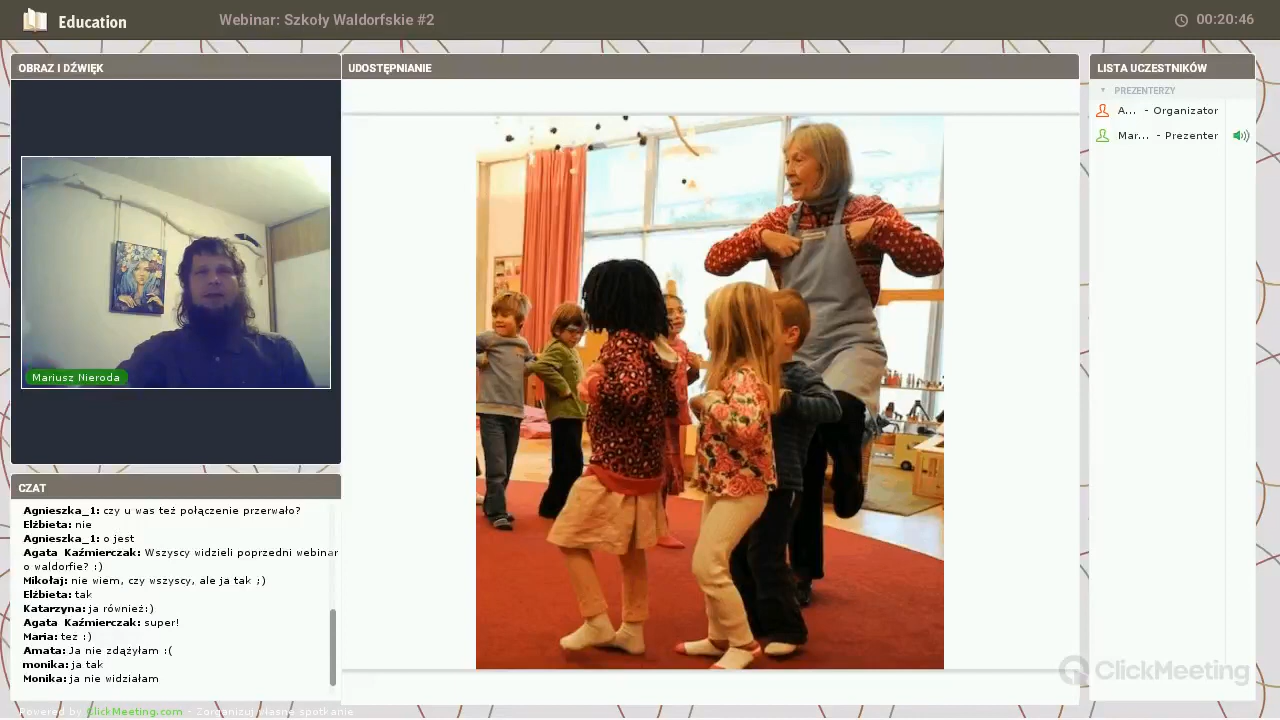 Education
Webinar: Szkoły Waldorfskie #2
00:20:46
OBRAZ I DŹWIĘK
Mariusz Nieroda
CZAT
Agnieszka_1: czy u was też połączenie przerwało?
Elżbieta: nie
Agnieszka_1: o jest
Agata Kaźmierczak: Wszyscy widzieli poprzedni webinar
o waldorfie? :)
Mikołaj: nie wiem, czy wszyscy, ale ja tak ;)
Elżbieta: tak
Katarzyna: ja również:)
Agata Kaźmierczak: super!
Maria: tez :)
Amata: Ja nie zdążyłam :(
monika: ja tak
Monika: ja nie widziałam
Powered by ClickMeeting.com - Zorganizuj własne spotkanie
UDOSTĘPNIANIE
LISTA UCZESTNIKÓW
PREZENTERZY
A... - Organizator
Mar... - Prezenter
ClickMeeting